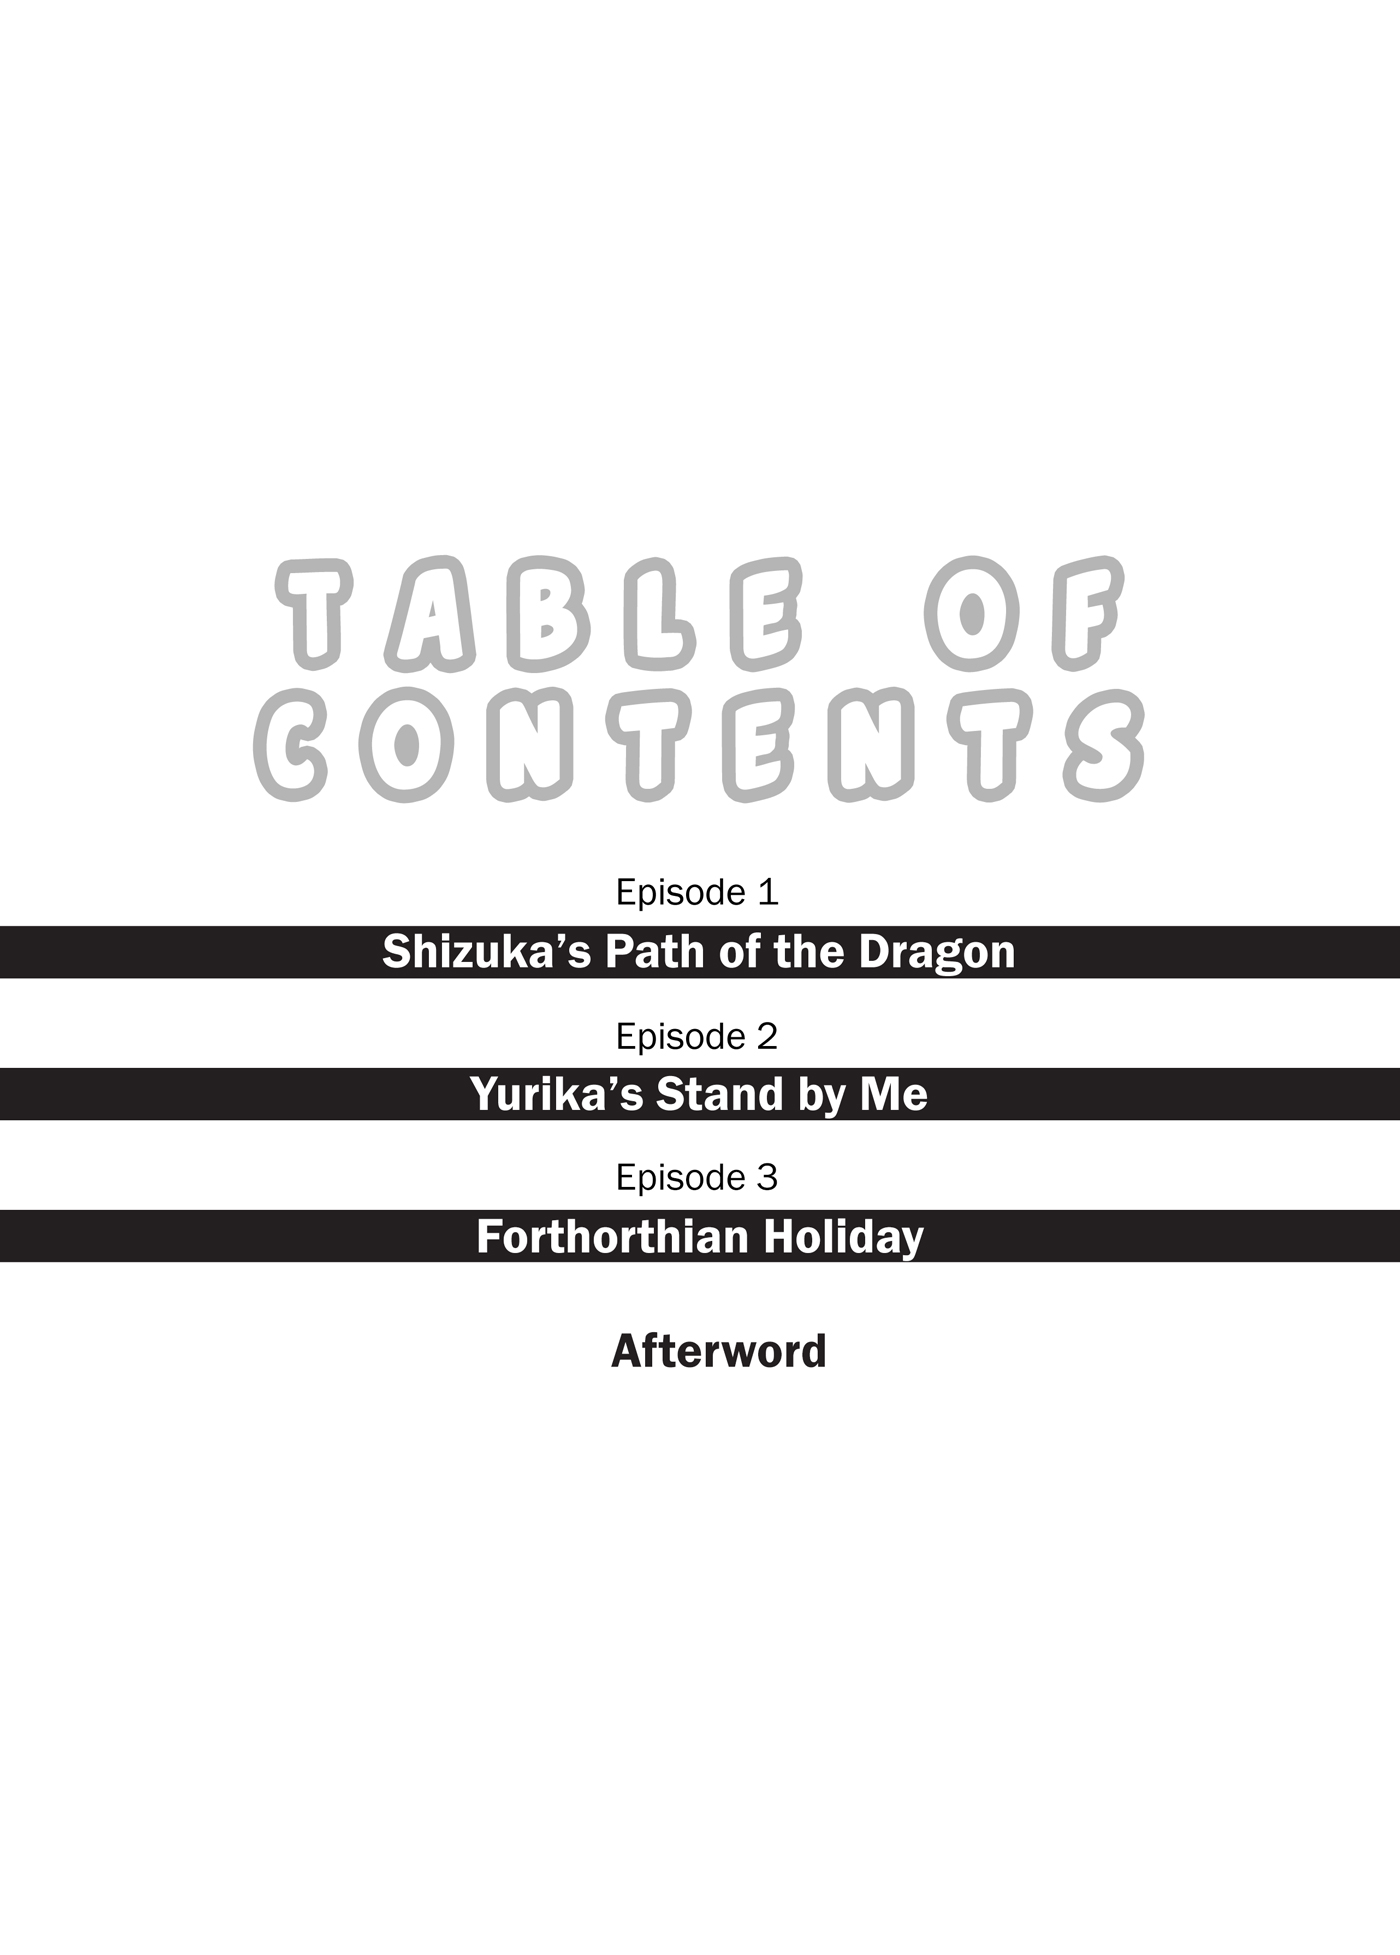 TABLE OF
CONTENTS
Episode 1
Shizuka’s Path of the Dragon
Episode 2
Yurika’s Stand by Me
Episode 3
Forthorthian Holiday
Afterword